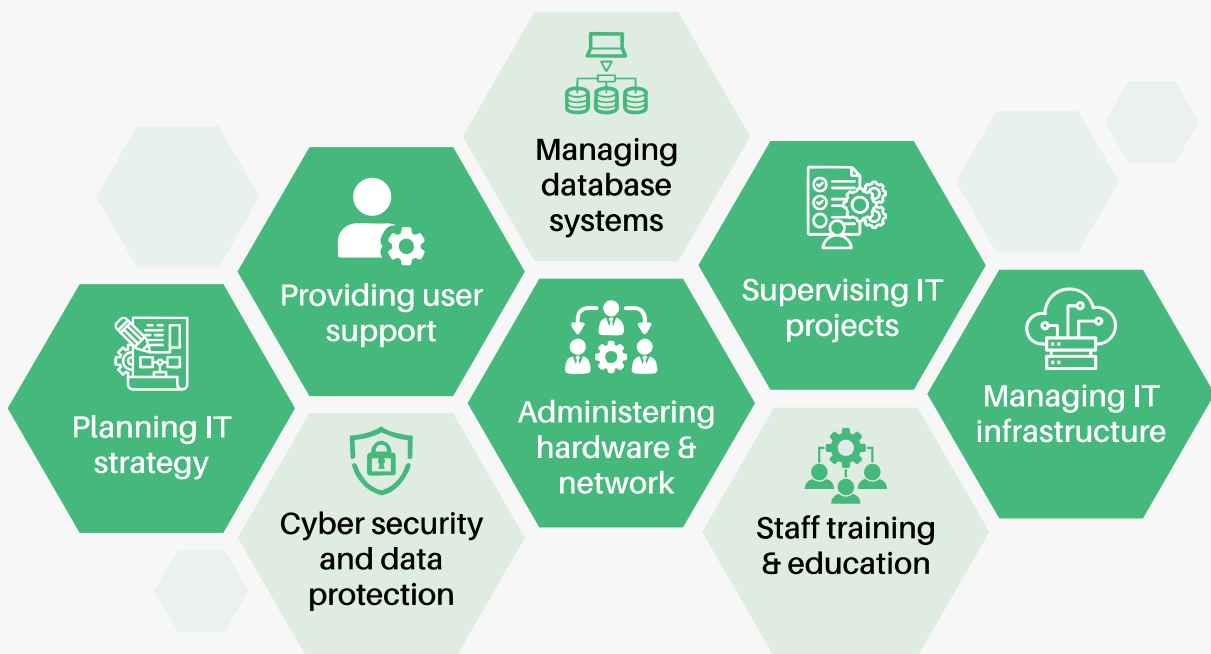 Managing
database
systems
Providing user
support
Supervising IT
projects
Planning IT
strategy
Administering
hardware &
network
Managing IT
infrastructure
Cyber security
and data
protection
Staff training
& education